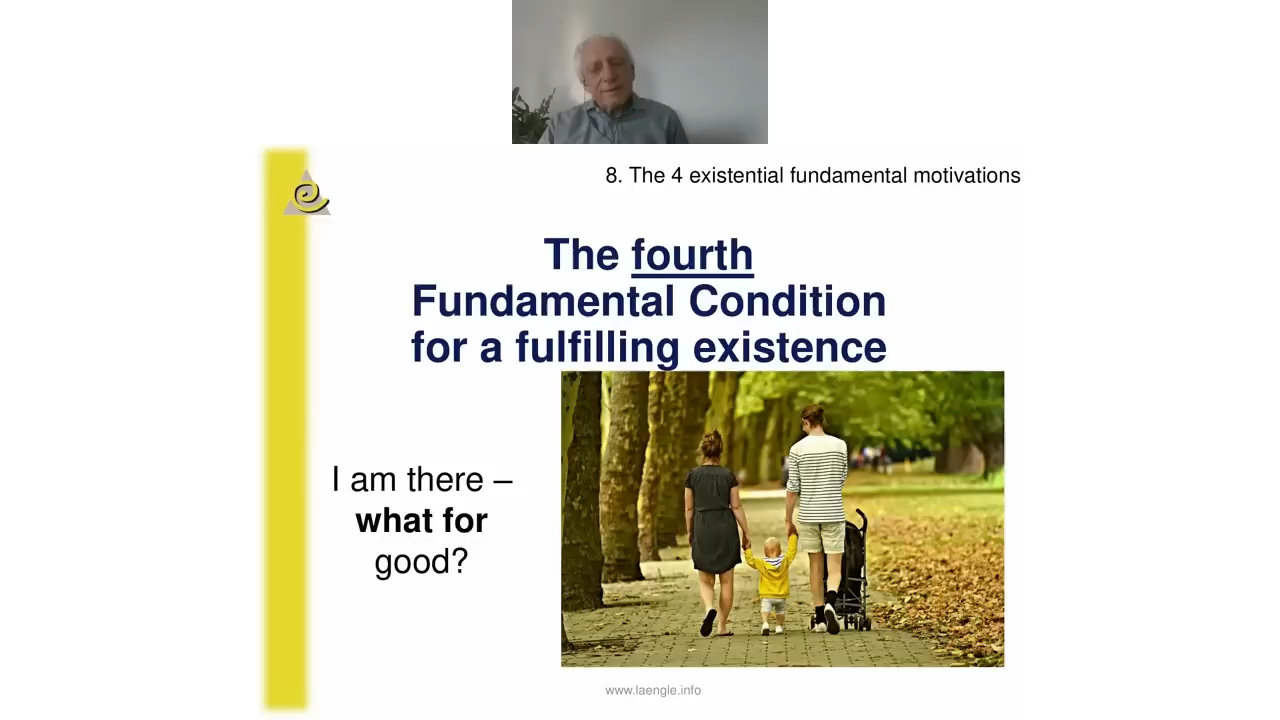 8. The 4 existential fundamental motivations
The fourth
Fundamental Condition
for a fulfilling existence
I am there –
what for
good?
www.laengle.info